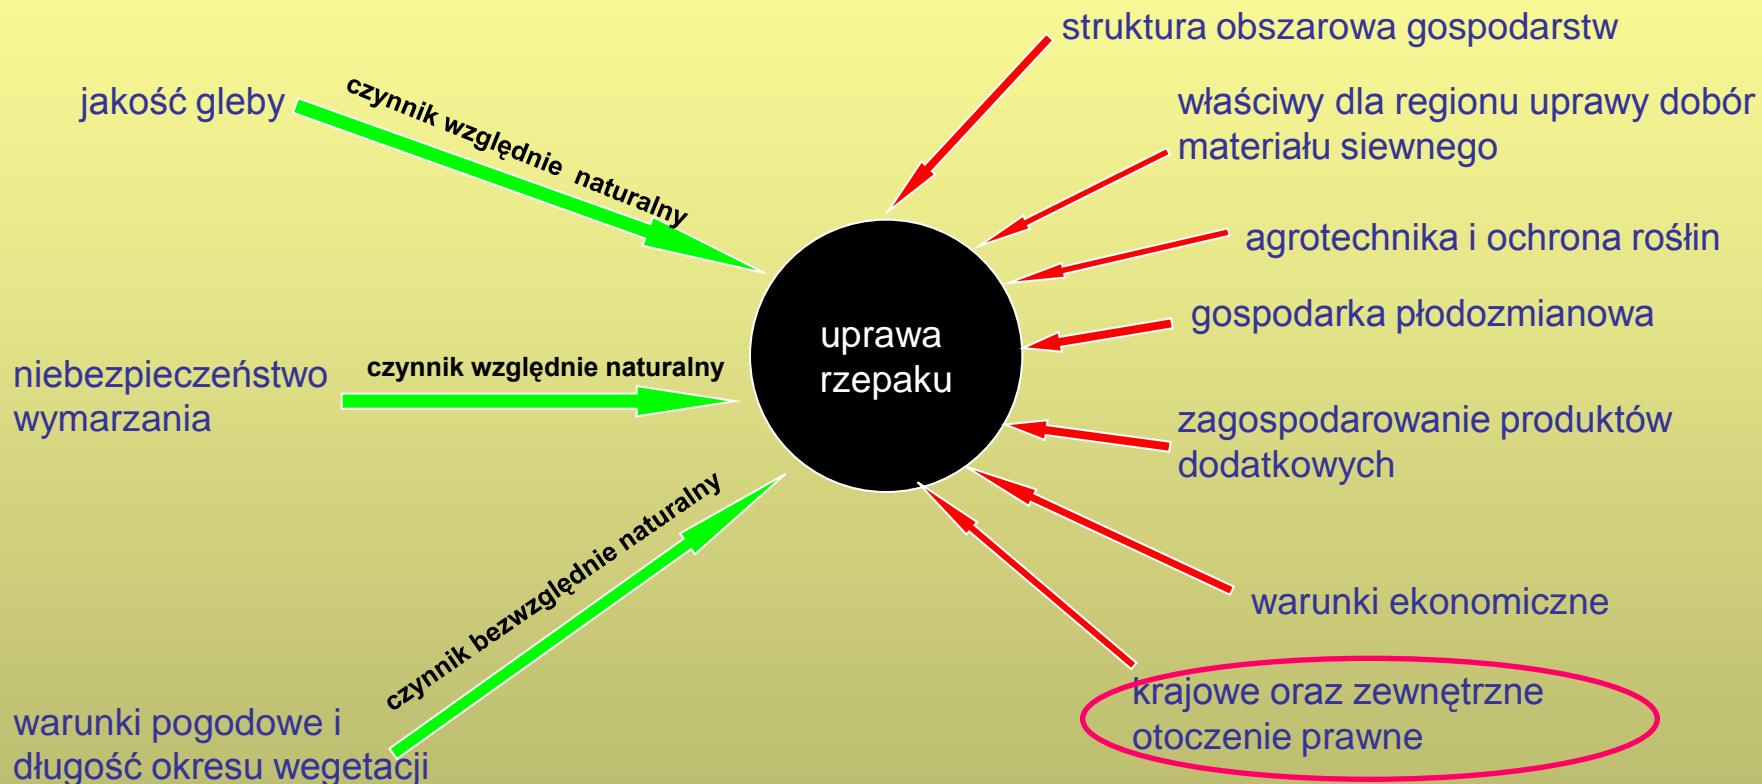 struktura obszarowa gospodarstw
jakość gleby
czynnik względnie naturalny
właściwy dla regionu uprawy dobór
materiału siewnego
agrotechnika i ochrona rośłin
gospodarka płodozmianowa
uprawa
rzepaku
niebezpieczeństwo
wymarzania
czynnik względnie naturalny
zagospodarowanie produktów
dodatkowych
czynnik bezwzględnie naturalny
warunki ekonomiczne
krajowe oraz zewnętrzne
otoczenie prawne
warunki pogodowe i
długość okresu wegetacji